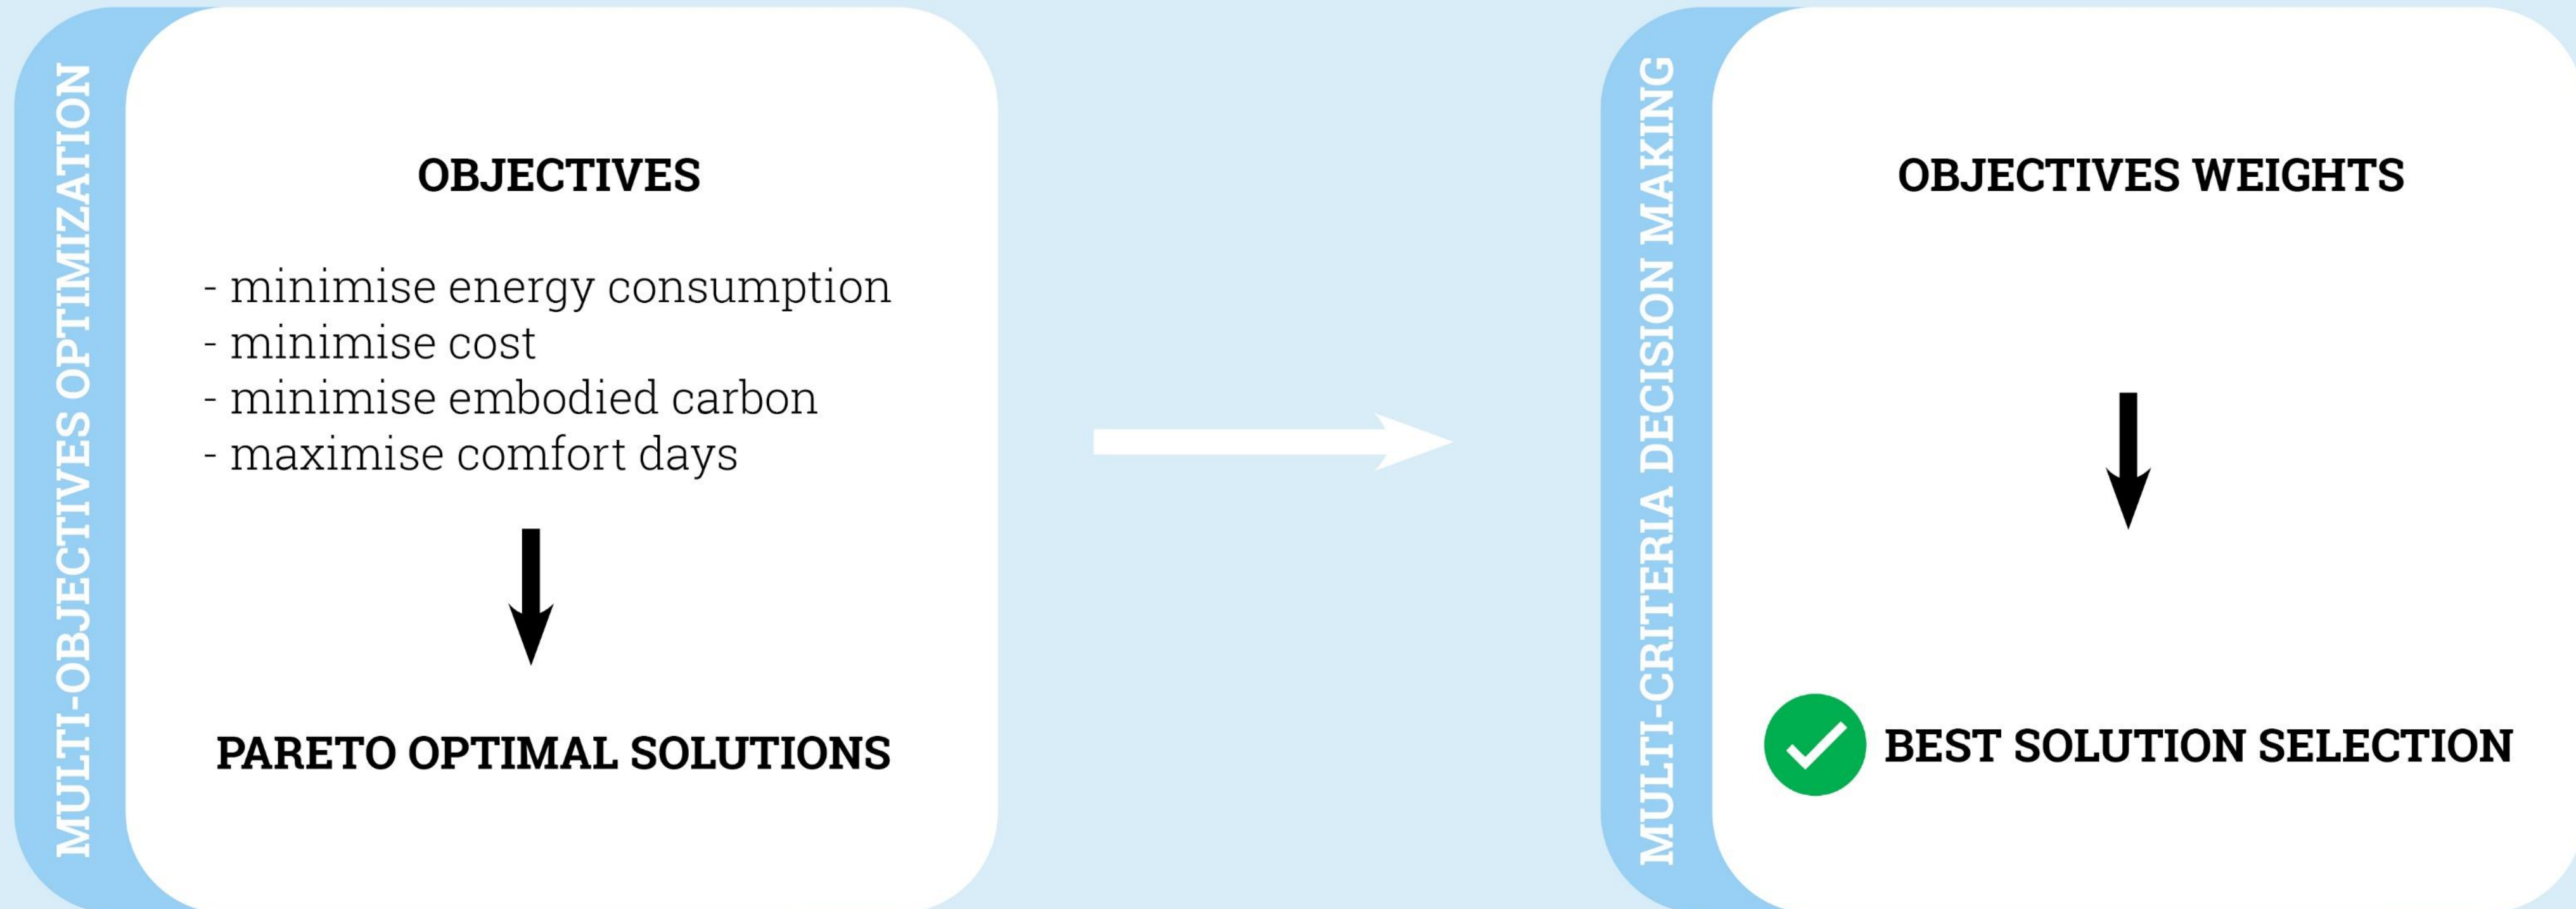 MULTI-OBJECTIVES OPTIMIZATION
OBJECTIVES
- minimise energy consumption
- minimise cost
- minimise embodied carbon
- maximise comfort days
PARETO OPTIMAL SOLUTIONS
MULTI-CRITERIA DECISION MAKING
OBJECTIVES WEIGHTS
BEST SOLUTION SELECTION